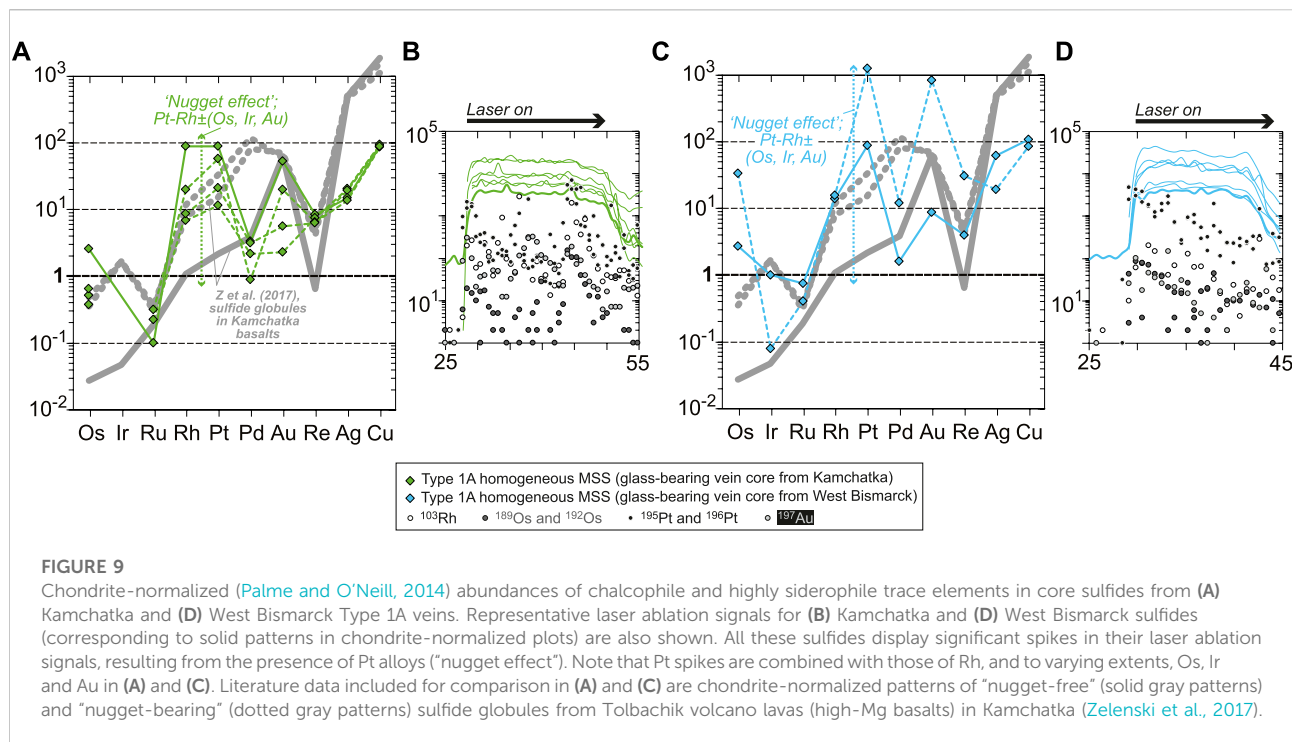 A
B
C
D
10³
10²
10¹
1
10⁻¹
10⁻²
'Nugget effect';
Pt-Rh±(Os, Ir, Au)
Z et al. (2017),
sulfide globules
in Kamchatka
basalts
Os Ir Ru Rh Pt Pd Au Re Ag Cu
Laser on
10⁵
10¹
25 55
10³
10²
10¹
1
10⁻¹
10⁻²
'Nugget effect';
Pt-Rh±
(Os, Ir, Au)
Os Ir Ru Rh Pt Pd Au Re Ag Cu
Laser on
10⁵
10¹
25 45
Type 1A homogeneous MSS (glass-bearing vein core from Kamchatka)
Type 1A homogeneous MSS (glass-bearing vein core from West Bismarck)
¹⁰³Rh ¹⁸⁹Os and ¹⁹²Os ¹⁹⁵Pt and ¹⁹⁶Pt ¹⁹⁷Au
FIGURE 9
Chondrite-normalized (Palme and O'Neill, 2014) abundances of chalcophile and highly siderophile trace elements in core sulfides from (A)
Kamchatka and (D) West Bismarck Type 1A veins. Representative laser ablation signals for (B) Kamchatka and (D) West Bismarck sulfides
(corresponding to solid patterns in chondrite-normalized plots) are also shown. All these sulfides display significant spikes in their laser ablation
signals, resulting from the presence of Pt alloys ("nugget effect"). Note that Pt spikes are combined with those of Rh, and to varying extents, Os, Ir
and Au in (A) and (C). Literature data included for comparison in (A) and (C) are chondrite-normalized patterns of "nugget-free" (solid gray patterns)
and "nugget-bearing" (dotted gray patterns) sulfide globules from Tolbachik volcano lavas (high-Mg basalts) in Kamchatka (Zelenski et al., 2017).